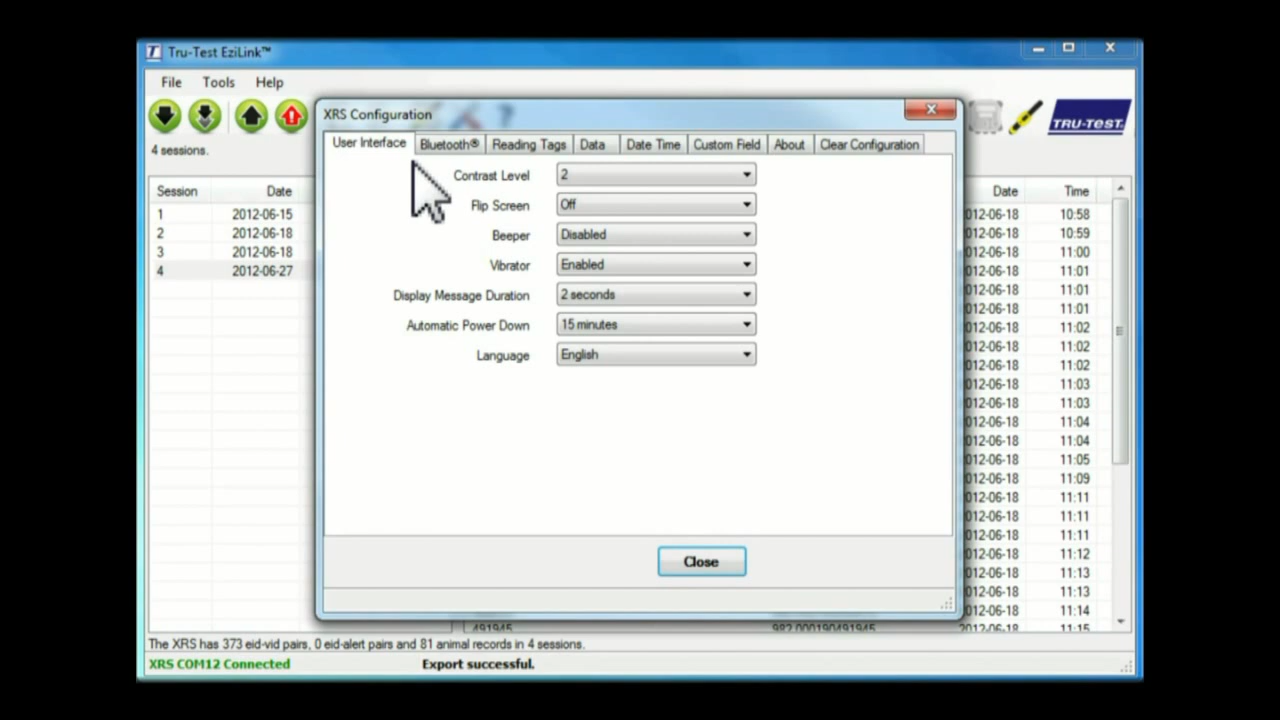 Tru-Test EziLink™
File Tools Help
XRS Configuration
TRU-TEST
4 sessions.
User Interface Bluetooth® Reading Tags Data Date Time Custom Field About Clear Configuration
Session Date
1 2012-06-15
2 2012-06-18
3 2012-06-18
4 2012-06-27
Contrast Level 2
Flip Screen Off
Beeper Disabled
Vibrator Enabled
Display Message Duration 2 seconds
Automatic Power Down 15 minutes
Language English
Close
Date Time
012-06-18 10:58
012-06-18 10:59
012-06-18 11:00
012-06-18 11:01
012-06-18 11:01
012-06-18 11:01
012-06-18 11:02
012-06-18 11:02
012-06-18 11:02
012-06-18 11:03
012-06-18 11:03
012-06-18 11:04
012-06-18 11:04
012-06-18 11:05
012-06-18 11:09
012-06-18 11:11
012-06-18 11:11
012-06-18 11:11
012-06-18 11:12
012-06-18 11:13
012-06-18 11:13
012-06-18 11:14
491945 982 000190491945 2012-06-18 11:15
The XRS has 373 eid-vid pairs, 0 eid-alert pairs and 81 animal records in 4 sessions.
XRS COM12 Connected Export successful.